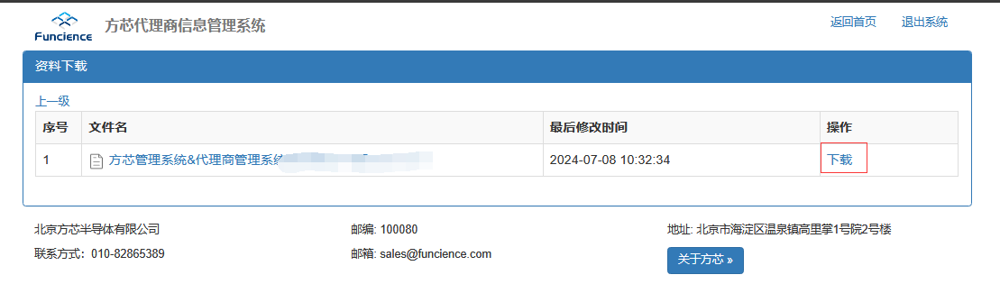 Funcience 方芯代理商信息管理系统 返回首页 退出系统
资料下载
上一级
序号 文件名 最后修改时间 操作
1 方芯管理系统&代理商管理系统 2024-07-08 10:32:34 下载
北京方芯半导体有限公司 邮编: 100080 地址: 北京市海淀区温泉镇高里掌1号院2号楼
联系方式：010-82865389 邮箱: sales@funcience.com 关于方芯 »